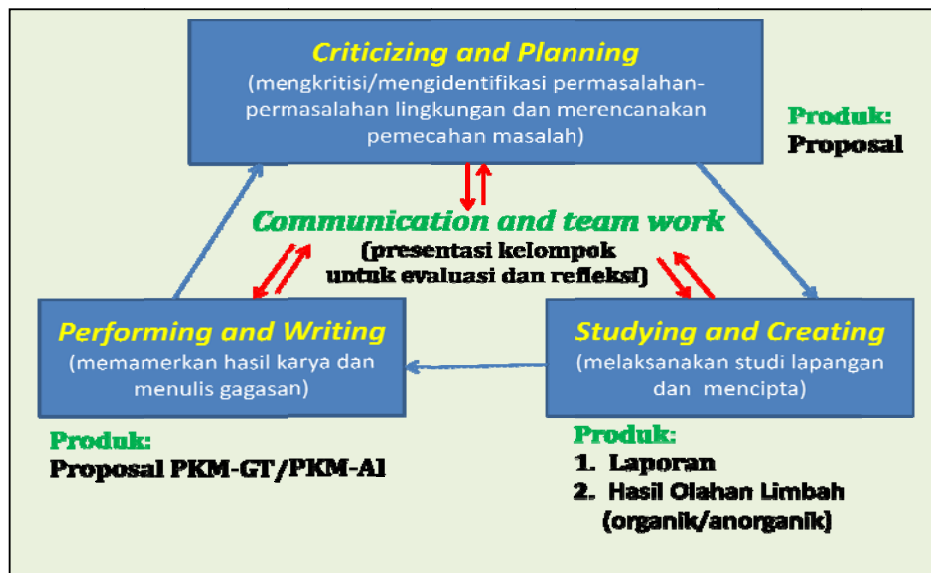 Criticizing and Planning
(mengkritisi/mengidentifikasi permasalahan-
permasalahan lingkungan dan merencanakan
pemecahan masalah)
Produk:
Proposal
Communication and team work
(presentasi kelompok
untuk evaluasi dan refleksi)
Performing and Writing
(memamerkan hasil karya dan
menulis gagasan)
Studying and Creating
(melaksanakan studi lapangan
dan mencipta)
Produk:
Proposal PKM-GT/PKM-AI
Produk:
1. Laporan
2. Hasil Olahan Limbah
(organik/anorganik)